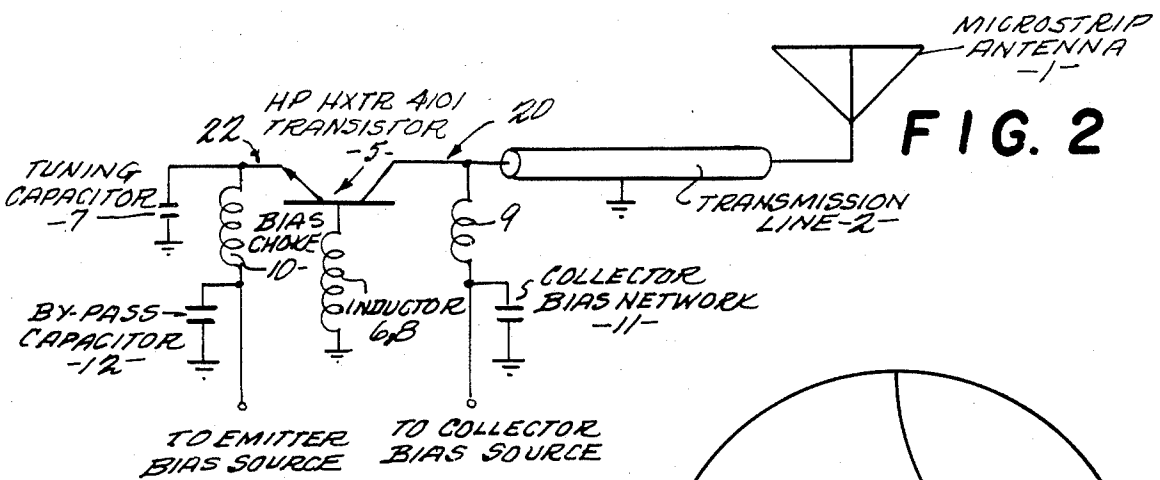 MICROSTRIP
ANTENNA
-1-
FIG. 2
HP HXTR 4101
TRANSISTOR
-5-
22
20
TUNING
CAPACITOR
-7
BIAS
CHOKE
10-
9
TRANSMISSION
LINE-2-
INDUCTOR
6,8
COLLECTOR
BIAS NETWORK
-11-
BY-PASS
CAPACITOR
-12-
TO EMITTER
BIAS SOURCE
TO COLLECTOR
BIAS SOURCE